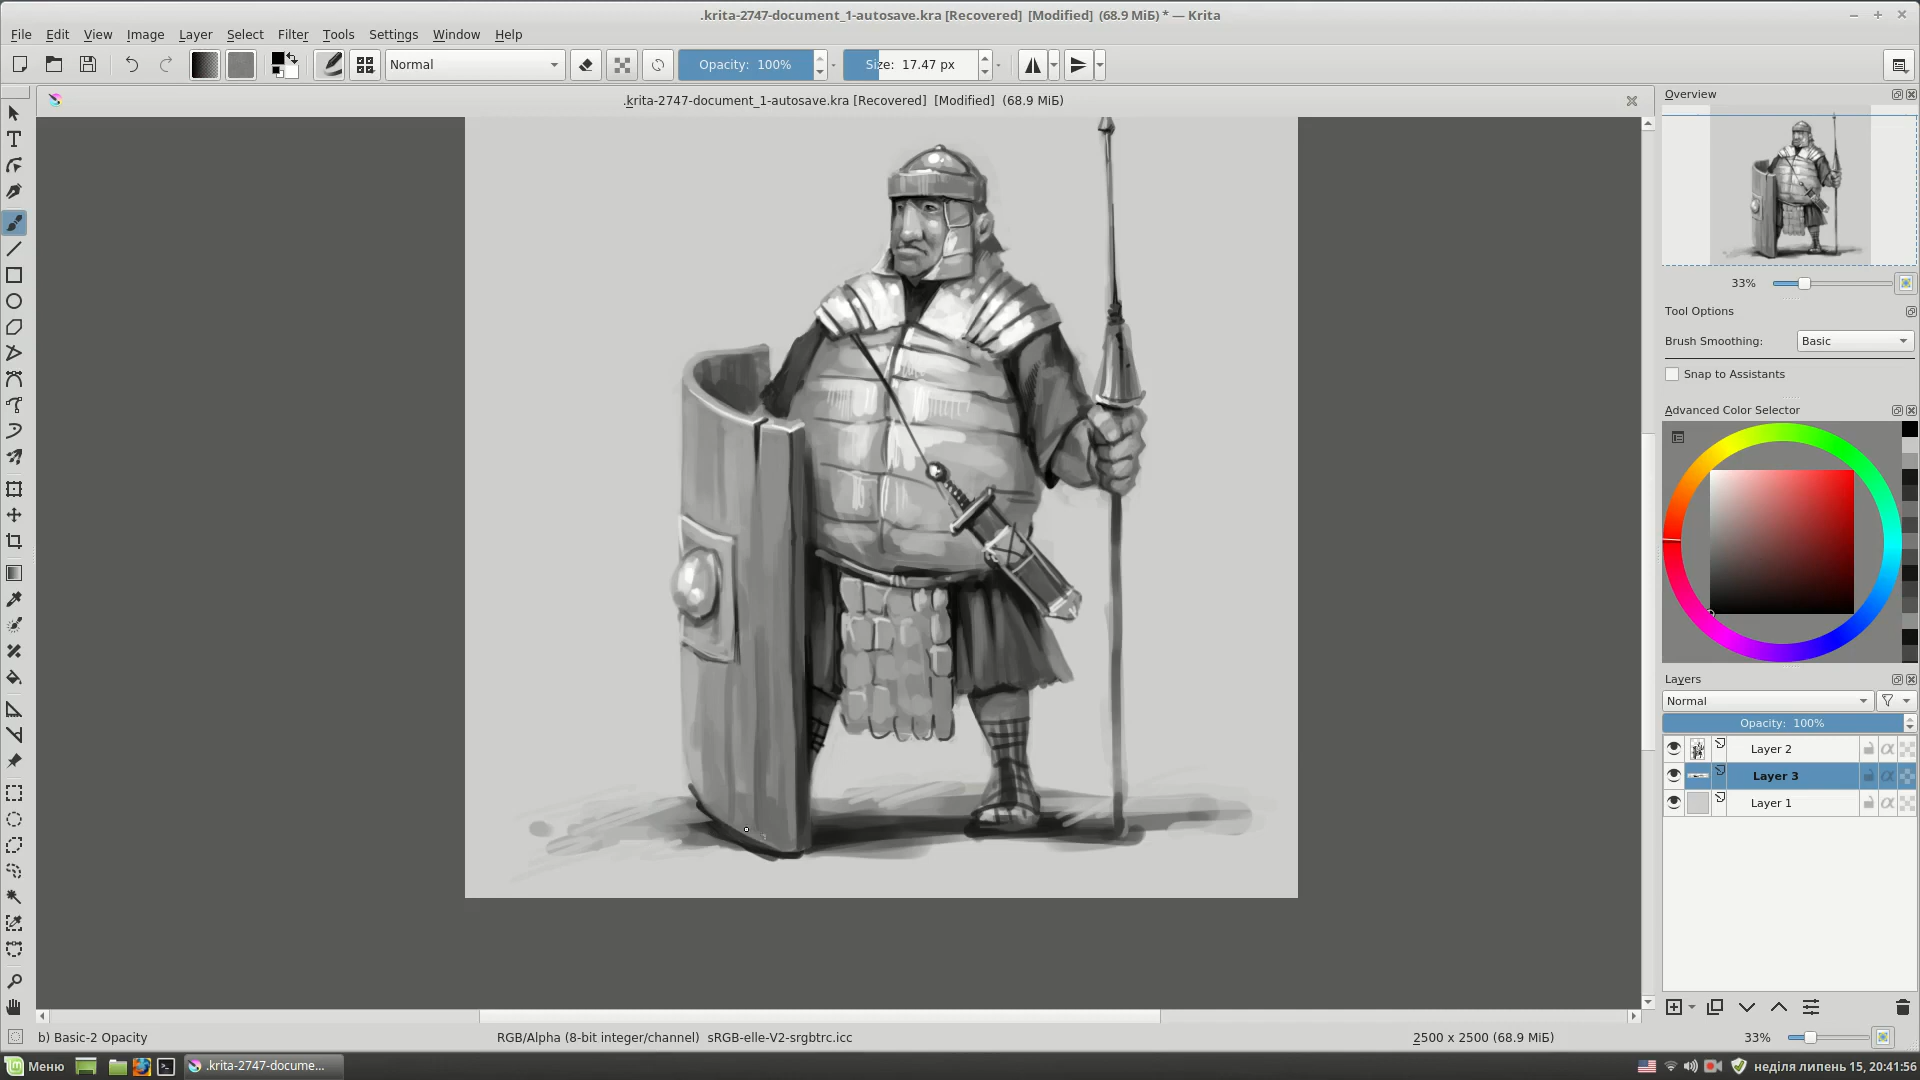 .krita-2747-document_1-autosave.kra [Recovered] [Modified] (68.9 МіБ) * — Krita
File Edit View Image Layer Select Filter Tools Settings Window Help
Normal Opacity: 100% Size: 17.47 px
.krita-2747-document_1-autosave.kra [Recovered] [Modified] (68.9 МіБ)
Overview
33%
Tool Options
Brush Smoothing: Basic
Snap to Assistants
Advanced Color Selector
Layers
Normal
Opacity: 100%
Layer 2
Layer 3
Layer 1
b) Basic-2 Opacity RGB/Alpha (8-bit integer/channel) sRGB-elle-V2-srgbtrc.icc 2500 x 2500 (68.9 МіБ) 33%
Меню .krita-2747-docume... неділя липень 15, 20:41:56